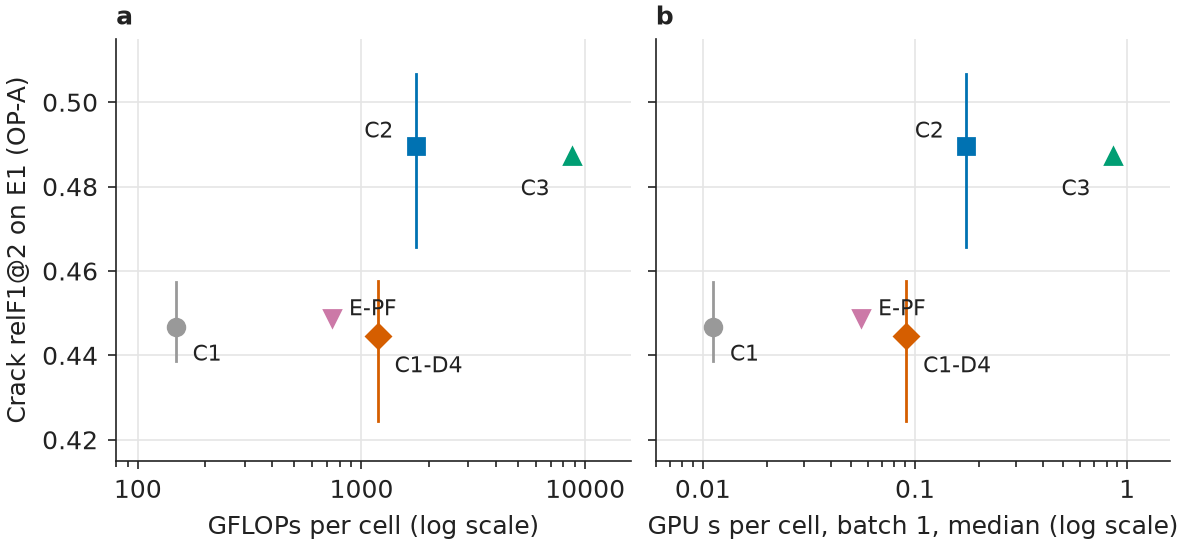 a
b
Crack relF1@2 on E1 (OP-A)
0.50
0.48
0.46
0.44
0.42
C2
C3
E-PF
C1
C1-D4
100
1000
10000
GFLOPs per cell (log scale)
C2
C3
E-PF
C1
C1-D4
0.01
0.1
1
GPU s per cell, batch 1, median (log scale)